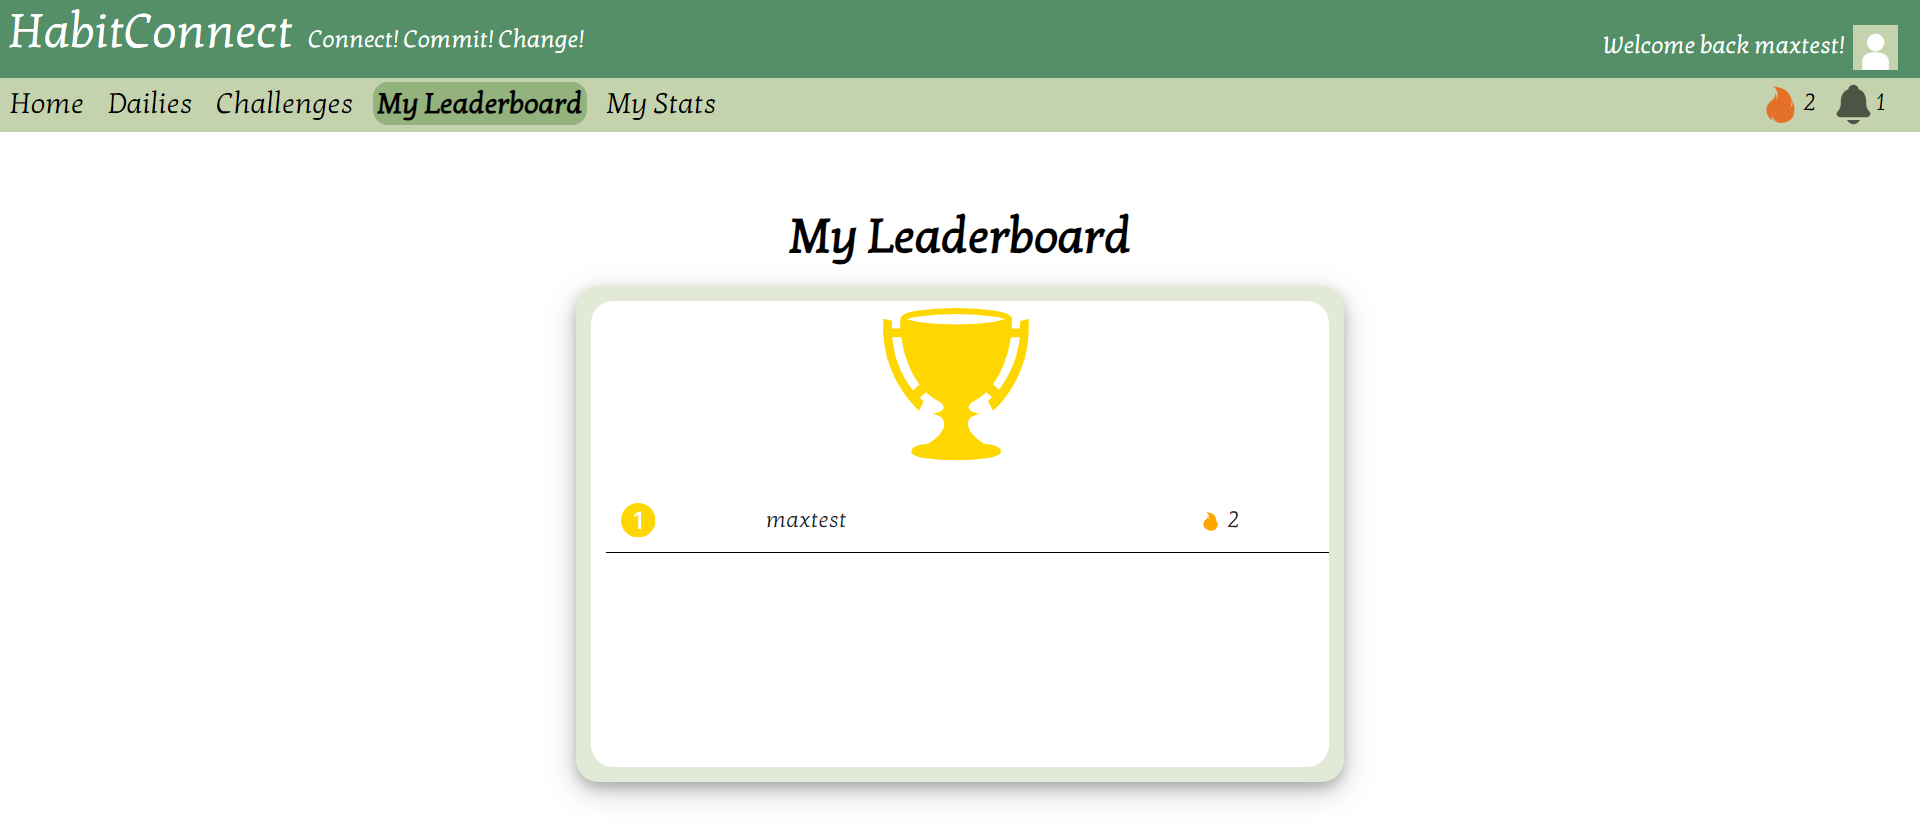 HabitConnect Connect! Commit! Change!
Welcome back maxtest!
Home Dailies Challenges My Leaderboard My Stats
2 1
My Leaderboard
1 maxtest 2